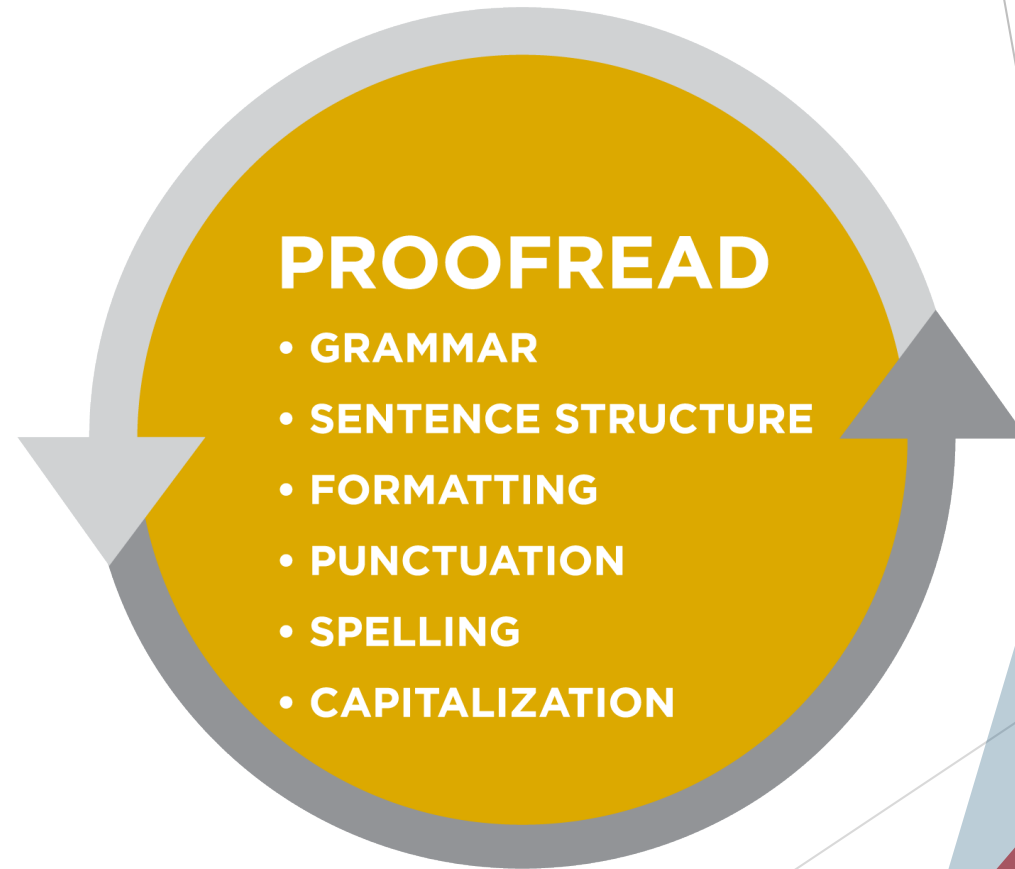 PROOFREAD
• GRAMMAR
• SENTENCE STRUCTURE
• FORMATTING
• PUNCTUATION
• SPELLING
• CAPITALIZATION